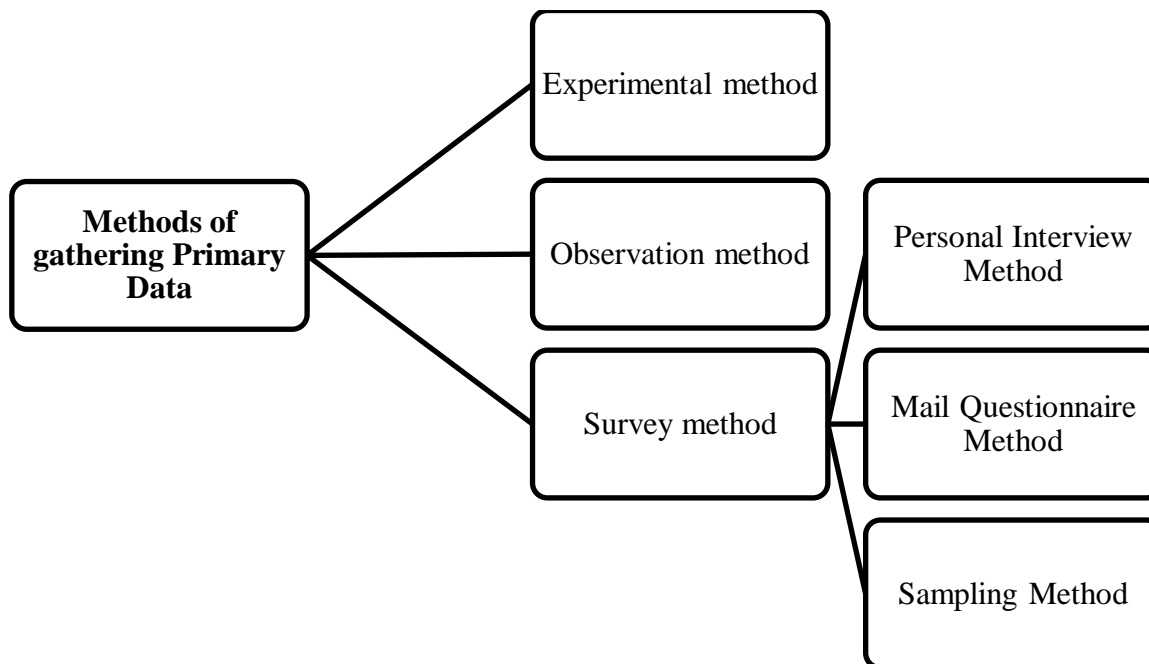 Experimental method
Methods of
gathering Primary
Data
Observation method
Personal Interview
Method
Survey method
Mail Questionnaire
Method
Sampling Method